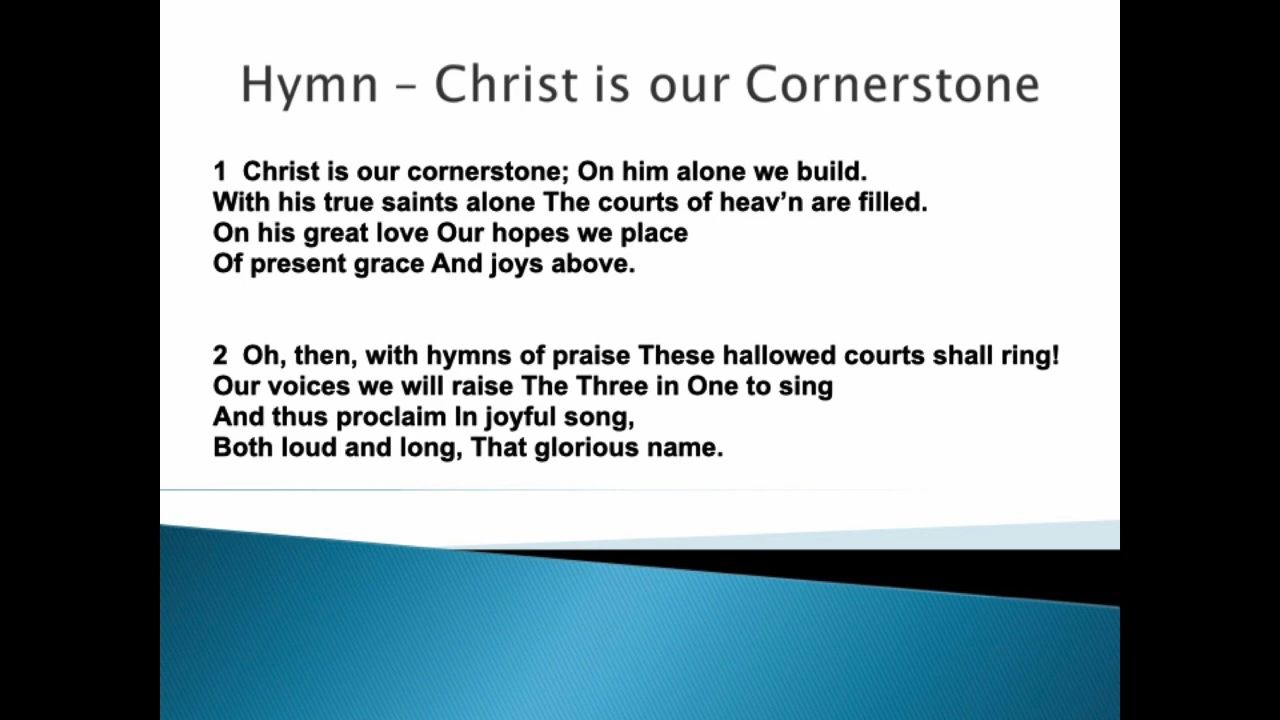 Hymn – Christ is our Cornerstone
1  Christ is our cornerstone; On him alone we build.
With his true saints alone The courts of heav’n are filled.
On his great love Our hopes we place
Of present grace And joys above.
2  Oh, then, with hymns of praise These hallowed courts shall ring!
Our voices we will raise The Three in One to sing
And thus proclaim In joyful song,
Both loud and long, That glorious name.